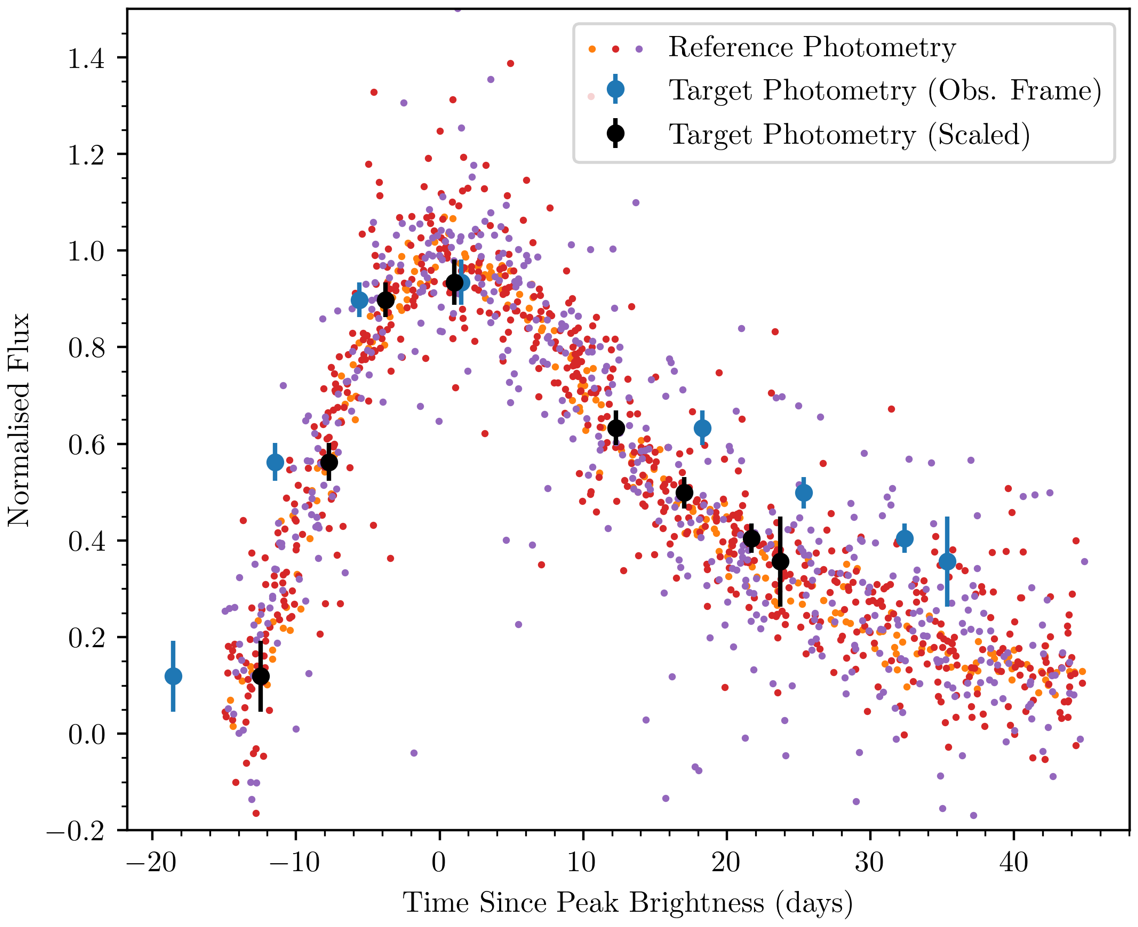 Reference Photometry
Target Photometry (Obs. Frame)
Target Photometry (Scaled)
1.4
1.2
1.0
0.8
0.6
0.4
0.2
0.0
−0.2
Normalised Flux
−20 −10 0 10 20 30 40
Time Since Peak Brightness (days)